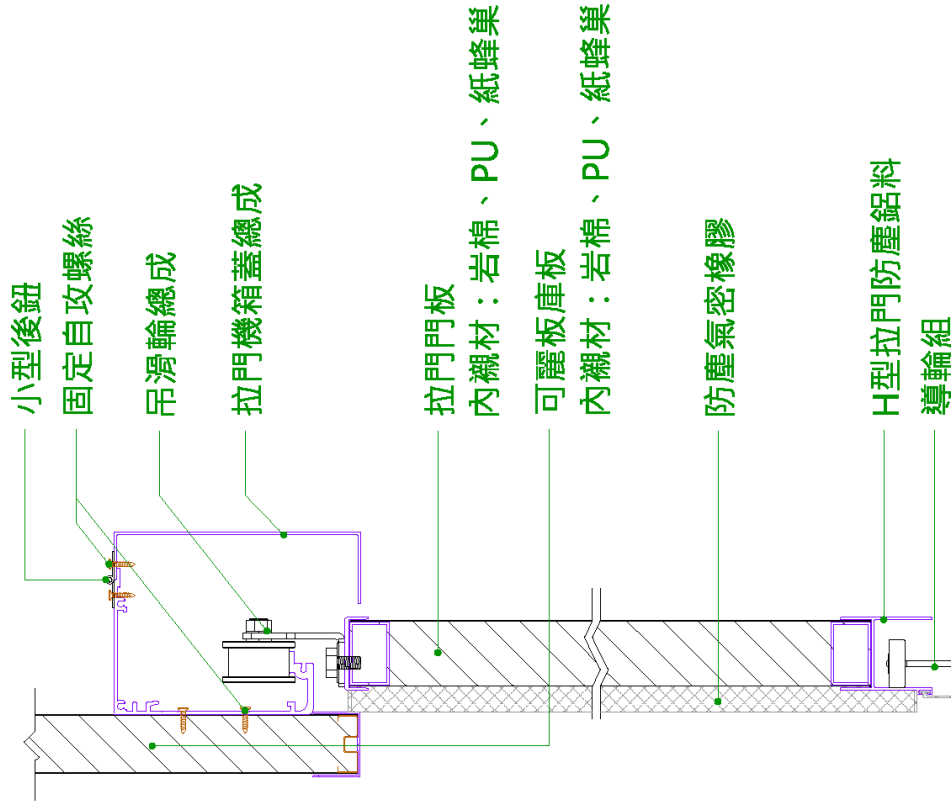 小型後鈕
固定自攻螺絲
吊滑輪總成
拉門機箱蓋總成
拉門門板
內襯材：岩棉、PU、紙蜂巢
可麗板庫板
內襯材：岩棉、PU、紙蜂巢
防塵氣密橡膠
H型拉門防塵鋁料
導輪組